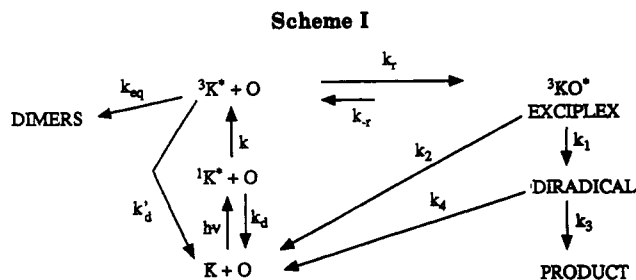 Scheme I
k_r
k_eq
³K* + O
³KO*
DIMERS
k_-r
EXCIPLEX
k
k_2
k_1
¹K* + O
k_4
DIRADICAL
k'_d
hν
k_d
k_3
K + O
PRODUCT